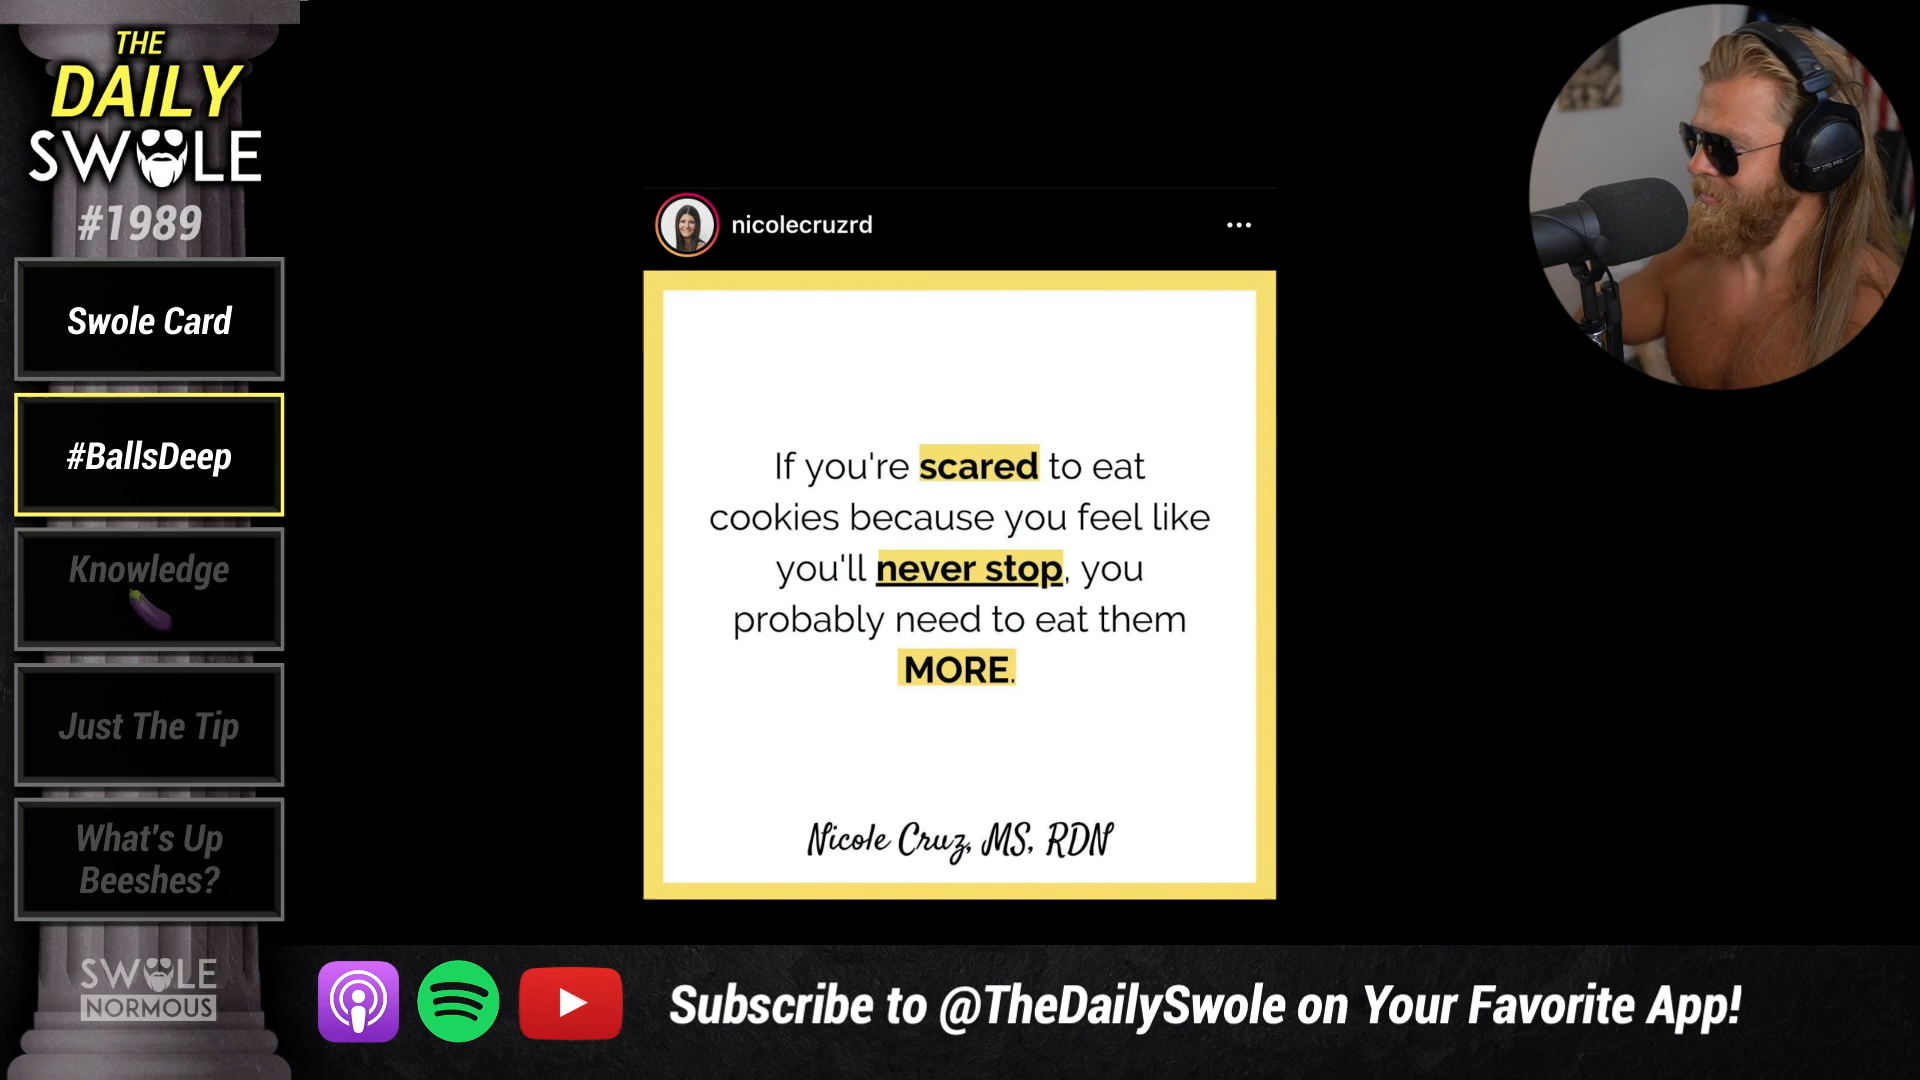 THE
DAILY
SWOLE
#1989
Swole Card
#BallsDeep
Knowledge
Just The Tip
What's Up
Beeshes?
SWOLE
NORMOUS
nicolecruzrd
If you're scared to eat
cookies because you feel like
you'll never stop, you
probably need to eat them
MORE.
Nicole Cruz, MS, RDN
Subscribe to @TheDailySwole on Your Favorite App!